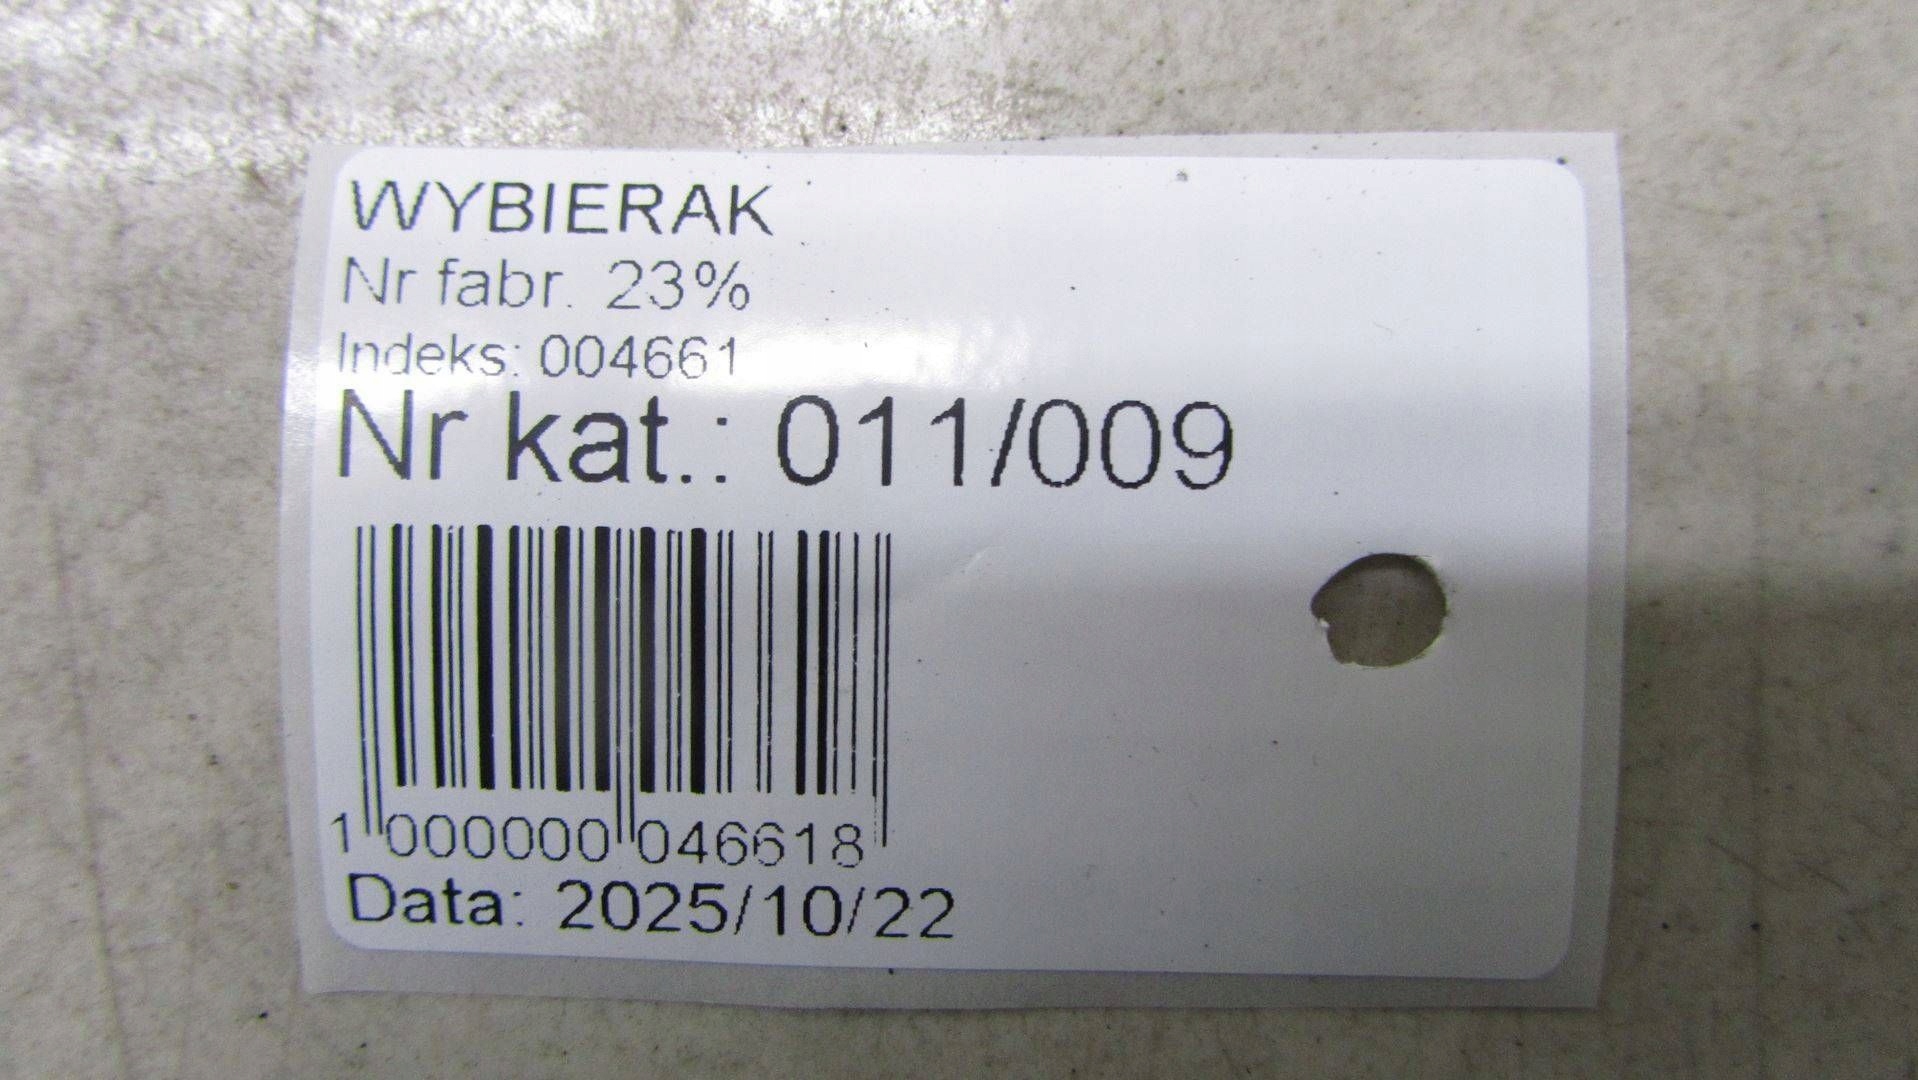 WYBIERAK
Nr fabr. 23%
Indeks: 004661
Nr kat.: 011/009
1 000000 046618
Data: 2025/10/22